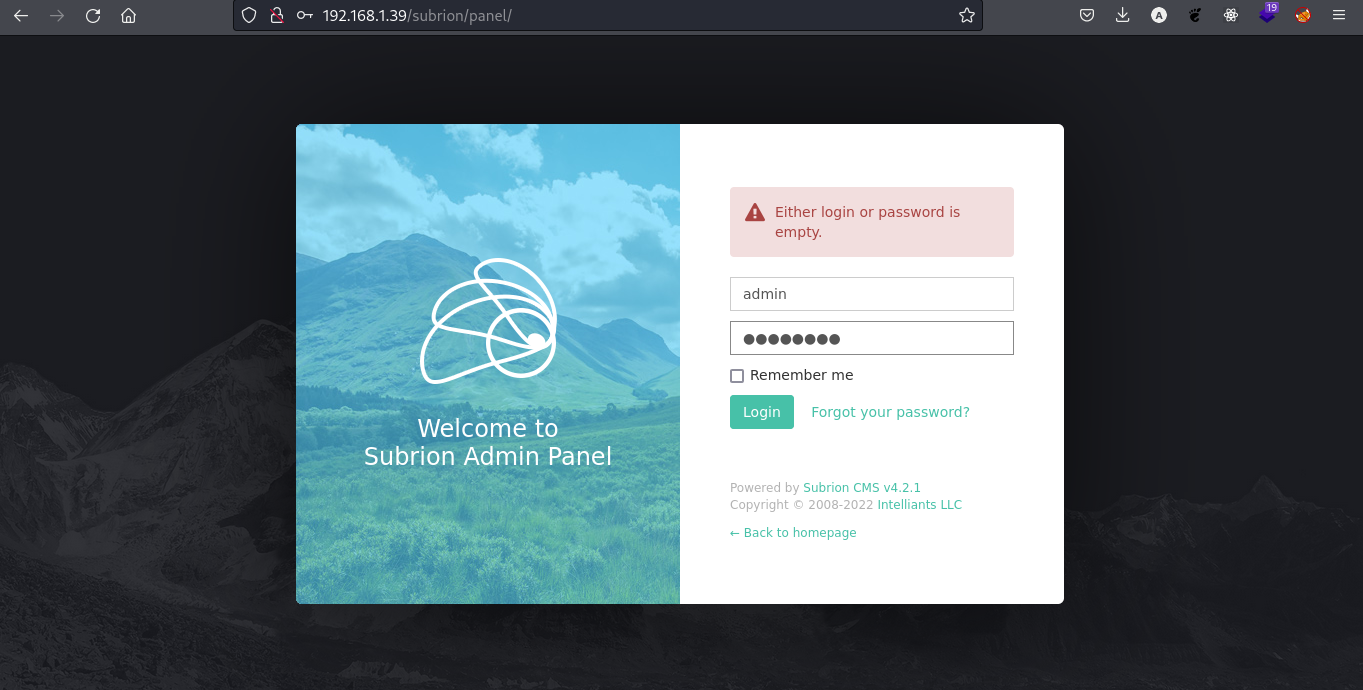 192.168.1.39/subrion/panel/
A
19
Either login or password is
empty.
admin
Remember me
Login Forgot your password?
Welcome to
Subrion Admin Panel
Powered by Subrion CMS v4.2.1
Copyright © 2008-2022 Intelliants LLC
← Back to homepage